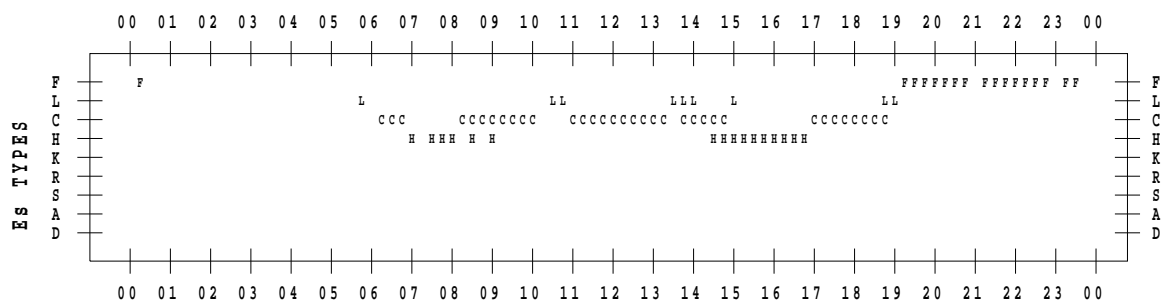 00 01 02 03 04 05 06 07 08 09 10 11 12 13 14 15 16 17 18 19 20 21 22 23 00
F F FFFFFFF FFFFFFF FF F
L L LL LLL L LL L
C CCC CCCCCCCC CCCCCCCCCC CCCCC CCCCCCCC C
H H HHH H H HHHHHHHHHH H
K K
R R
S S
A A
D D
Es TYPES
00 01 02 03 04 05 06 07 08 09 10 11 12 13 14 15 16 17 18 19 20 21 22 23 00